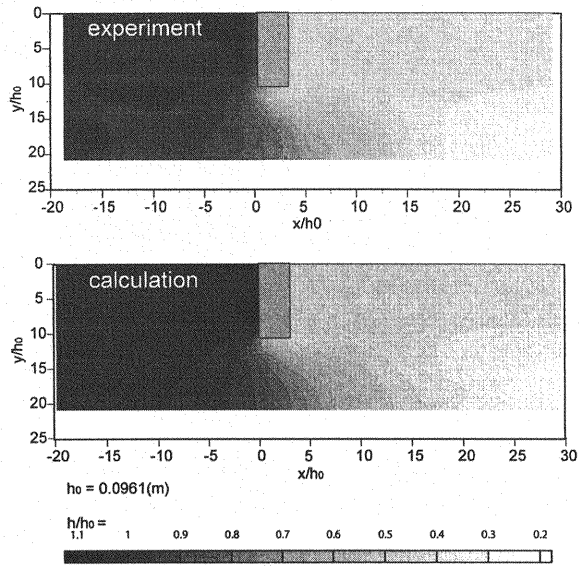 experiment
0
5
10
15
20
25
y/h₀
-20 -15 -10 -5 0 5 10 15 20 25 30
x/h0
calculation
0
5
10
15
20
25
y/h₀
-20 -15 -10 -5 0 5 10 15 20 25 30
x/h₀
h₀ = 0.0961(m)
h/h₀ =
1.1 1 0.9 0.8 0.7 0.6 0.5 0.4 0.3 0.2